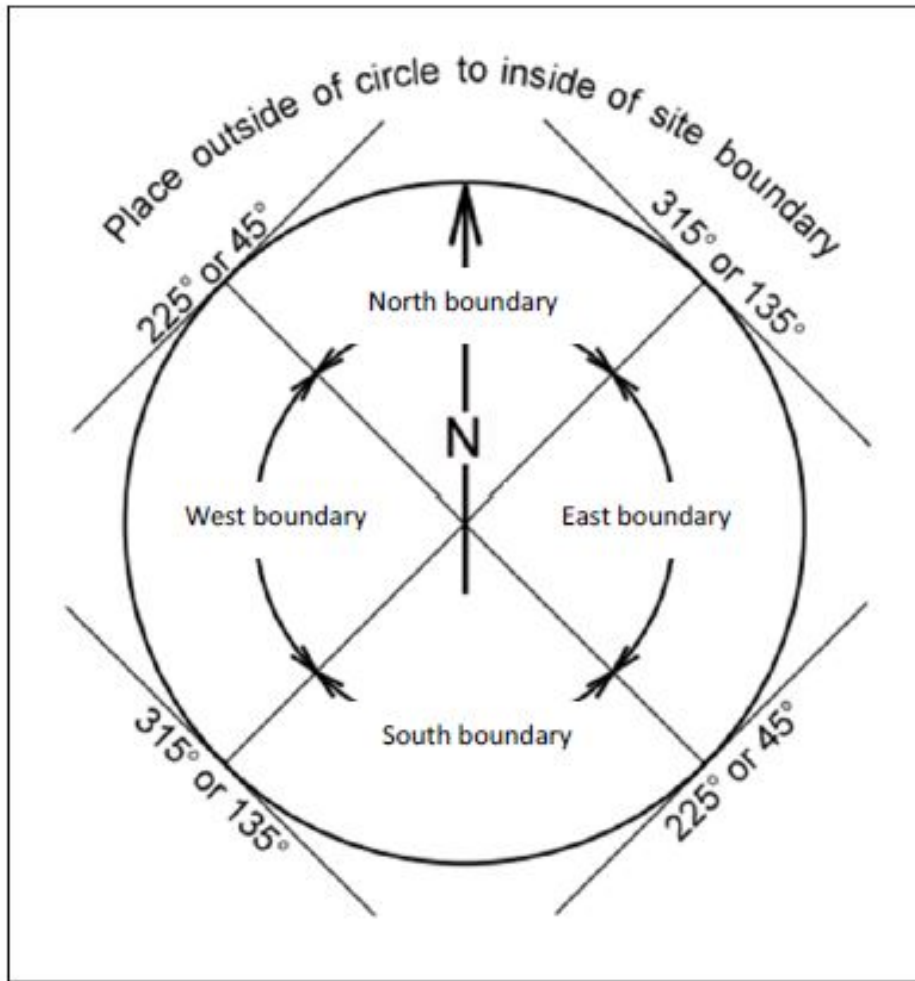 Place outside of circle to inside of site boundary
225° or 45°
315° or 135°
North boundary
N
West boundary
East boundary
South boundary
315° or 135°
225° or 45°